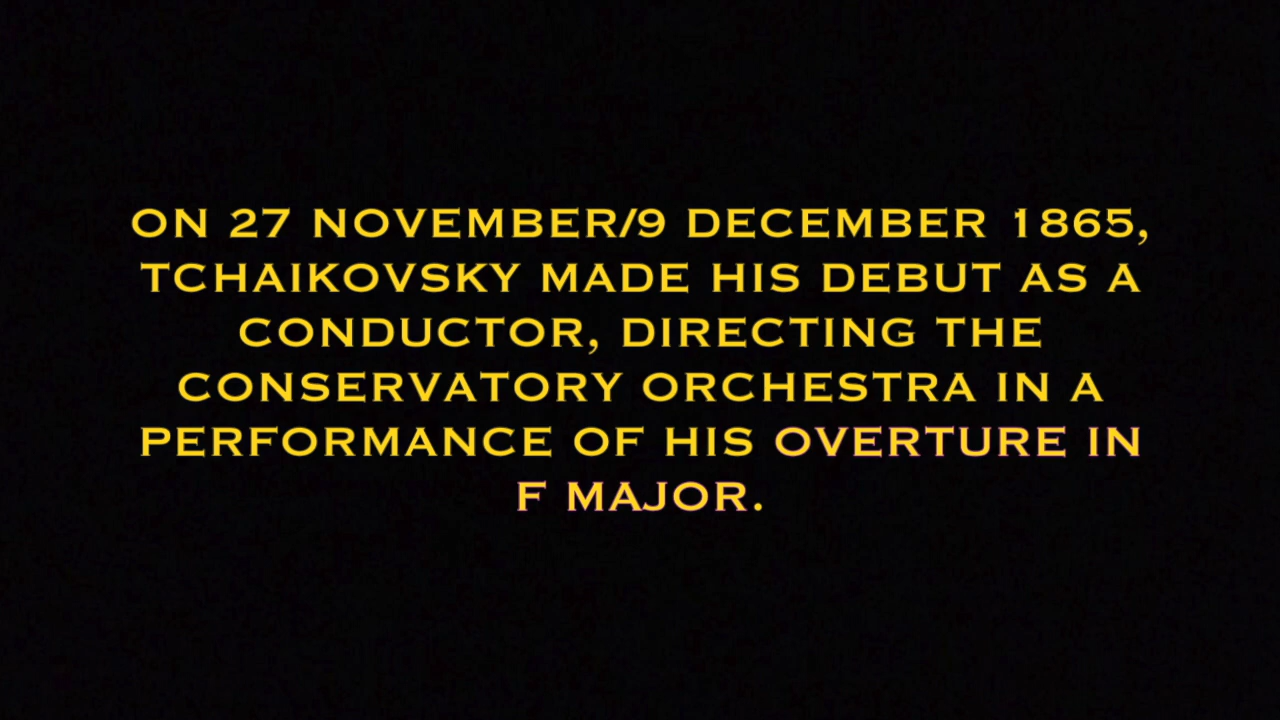 ON 27 NOVEMBER/9 DECEMBER 1865,
TCHAIKOVSKY MADE HIS DEBUT AS A
CONDUCTOR, DIRECTING THE
CONSERVATORY ORCHESTRA IN A
PERFORMANCE OF HIS OVERTURE IN
F MAJOR.